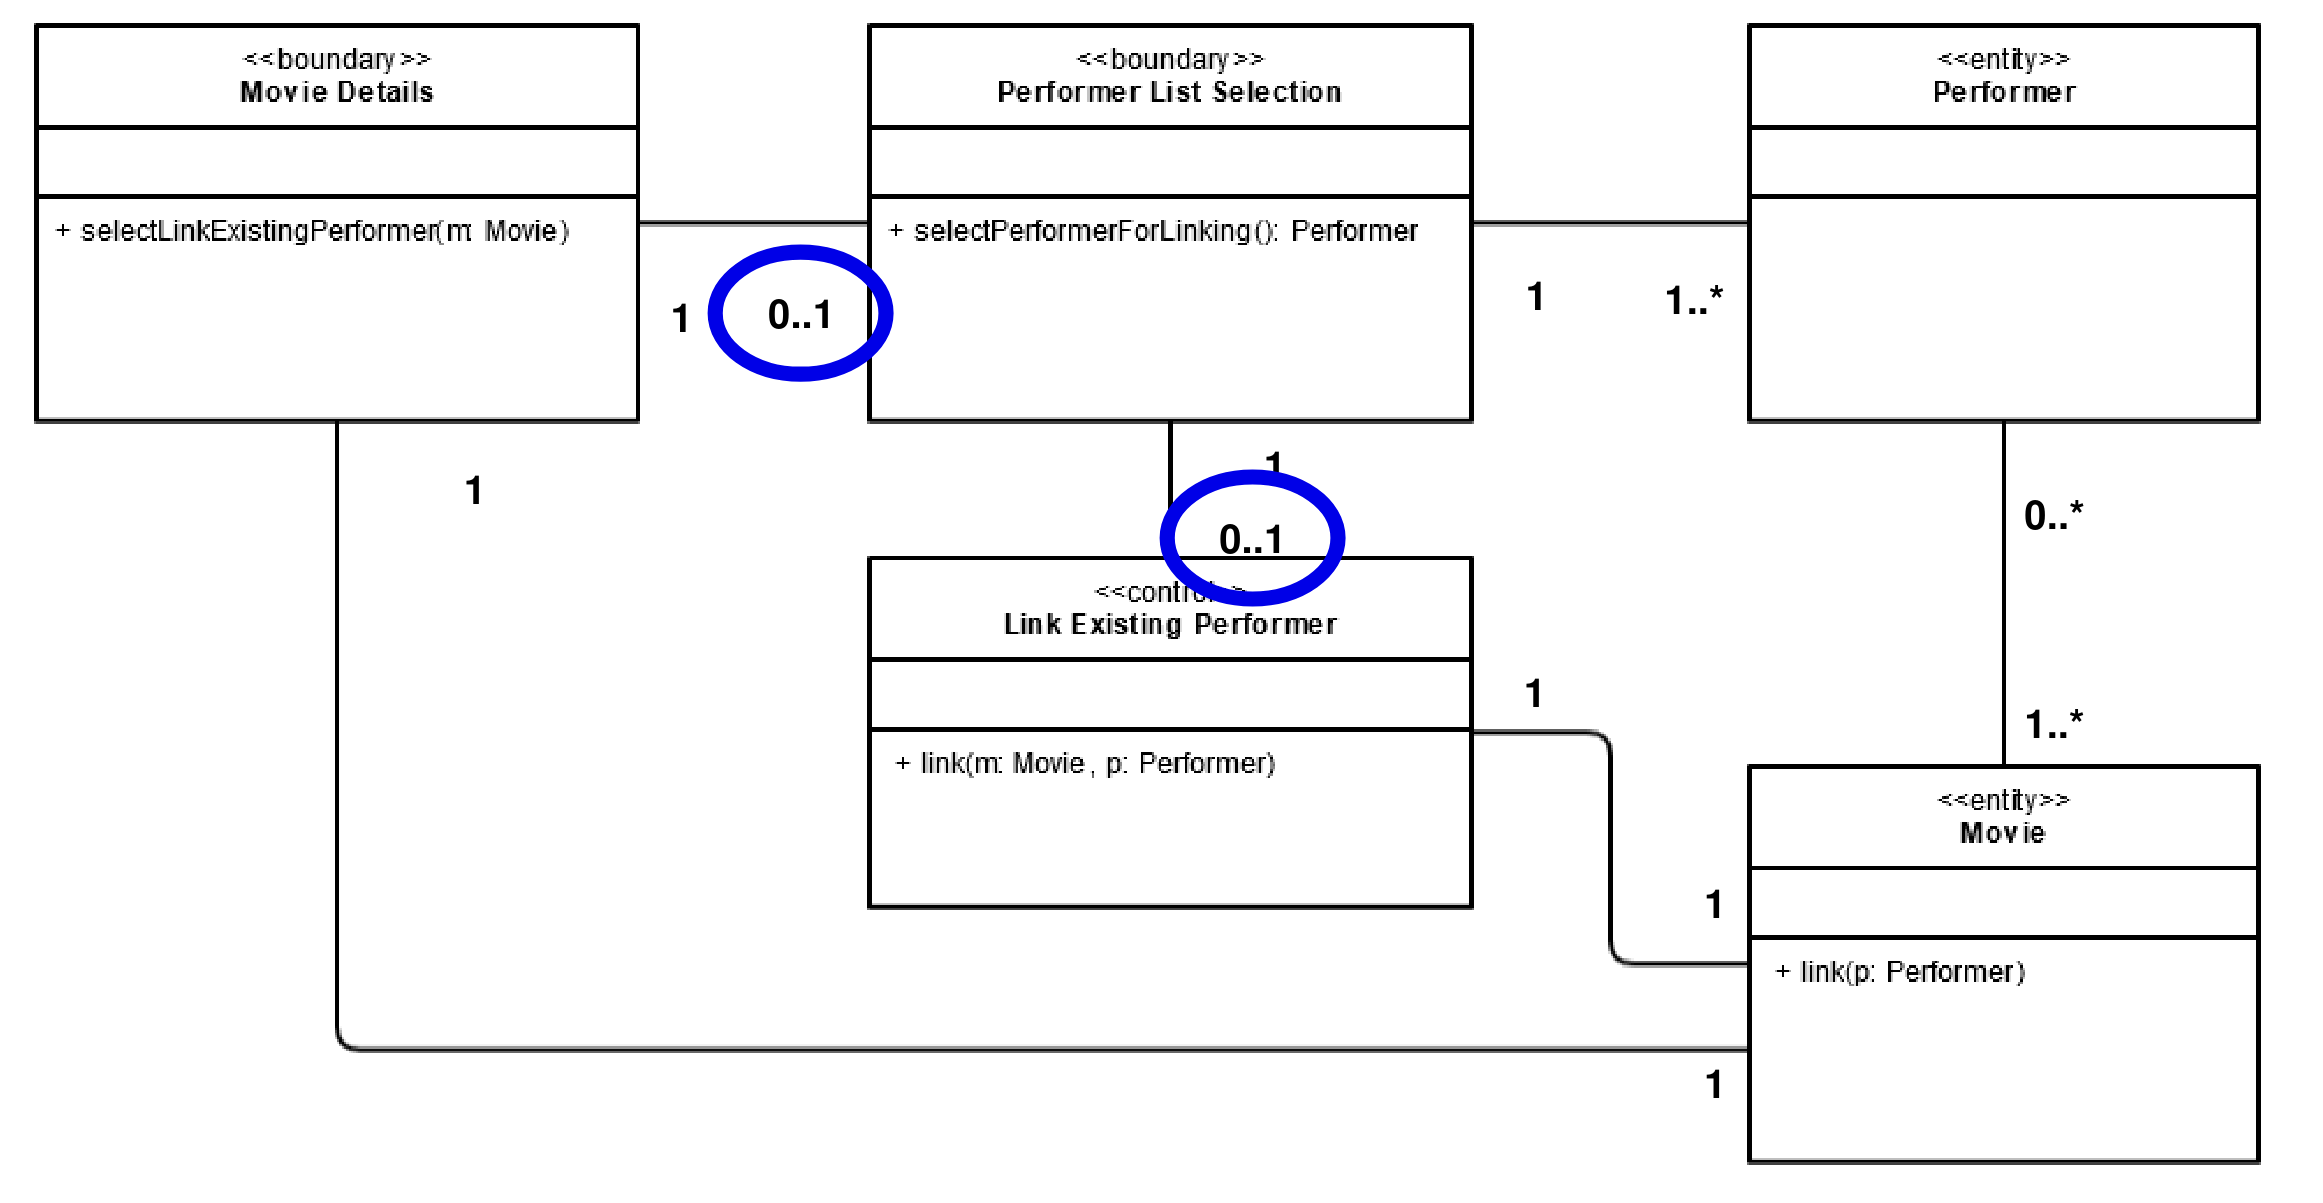 <<boundary>>
Movie Details
+ selectLinkExistingPerformer(m: Movie)
1
0..1
<<boundary>>
Performer List Selection
+ selectPerformerForLinking(): Performer
1
1..*
<<entity>>
Performer
1
1
0..1
0..*
1..*
<<control>>
Link Existing Performer
+ link(m: Movie, p: Performer)
1
1
<<entity>>
Movie
+ link(p: Performer)
1